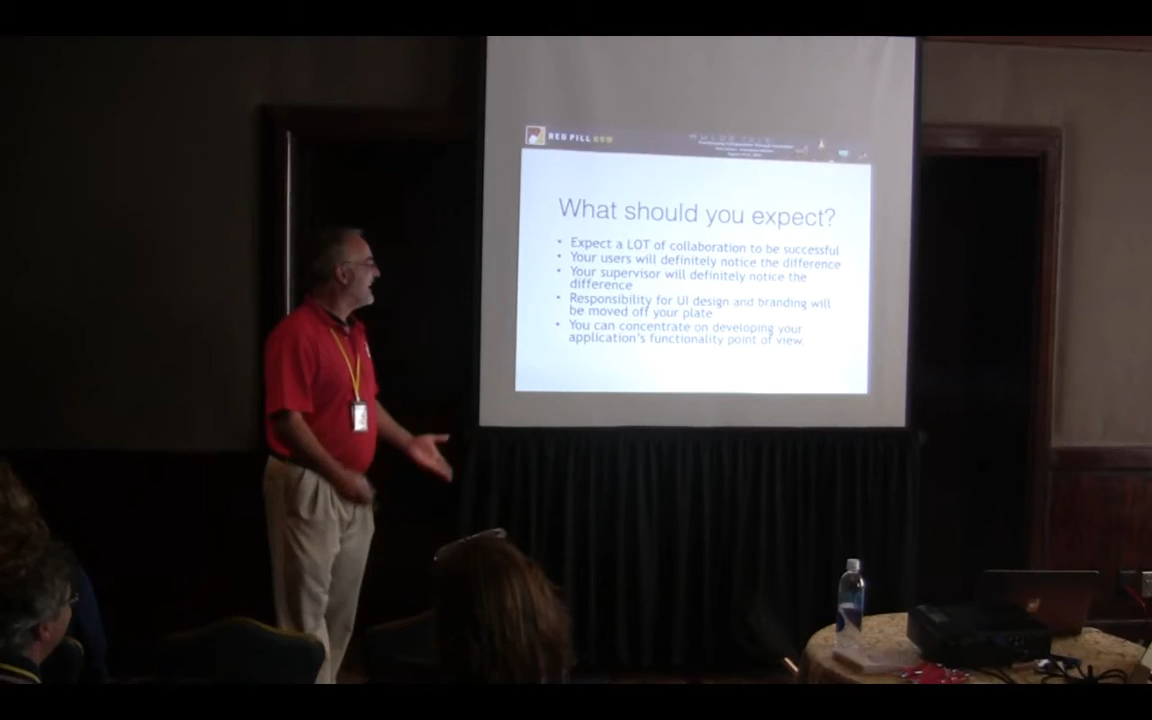 RED PILL NOW
What should you expect?
• Expect a LOT of collaboration to be successful
• Your users will definitely notice the difference
• Your supervisor will definitely notice the
difference
• Responsibility for UI design and branding will
be moved off your plate
• You can concentrate on developing your
application's functionality point of view.